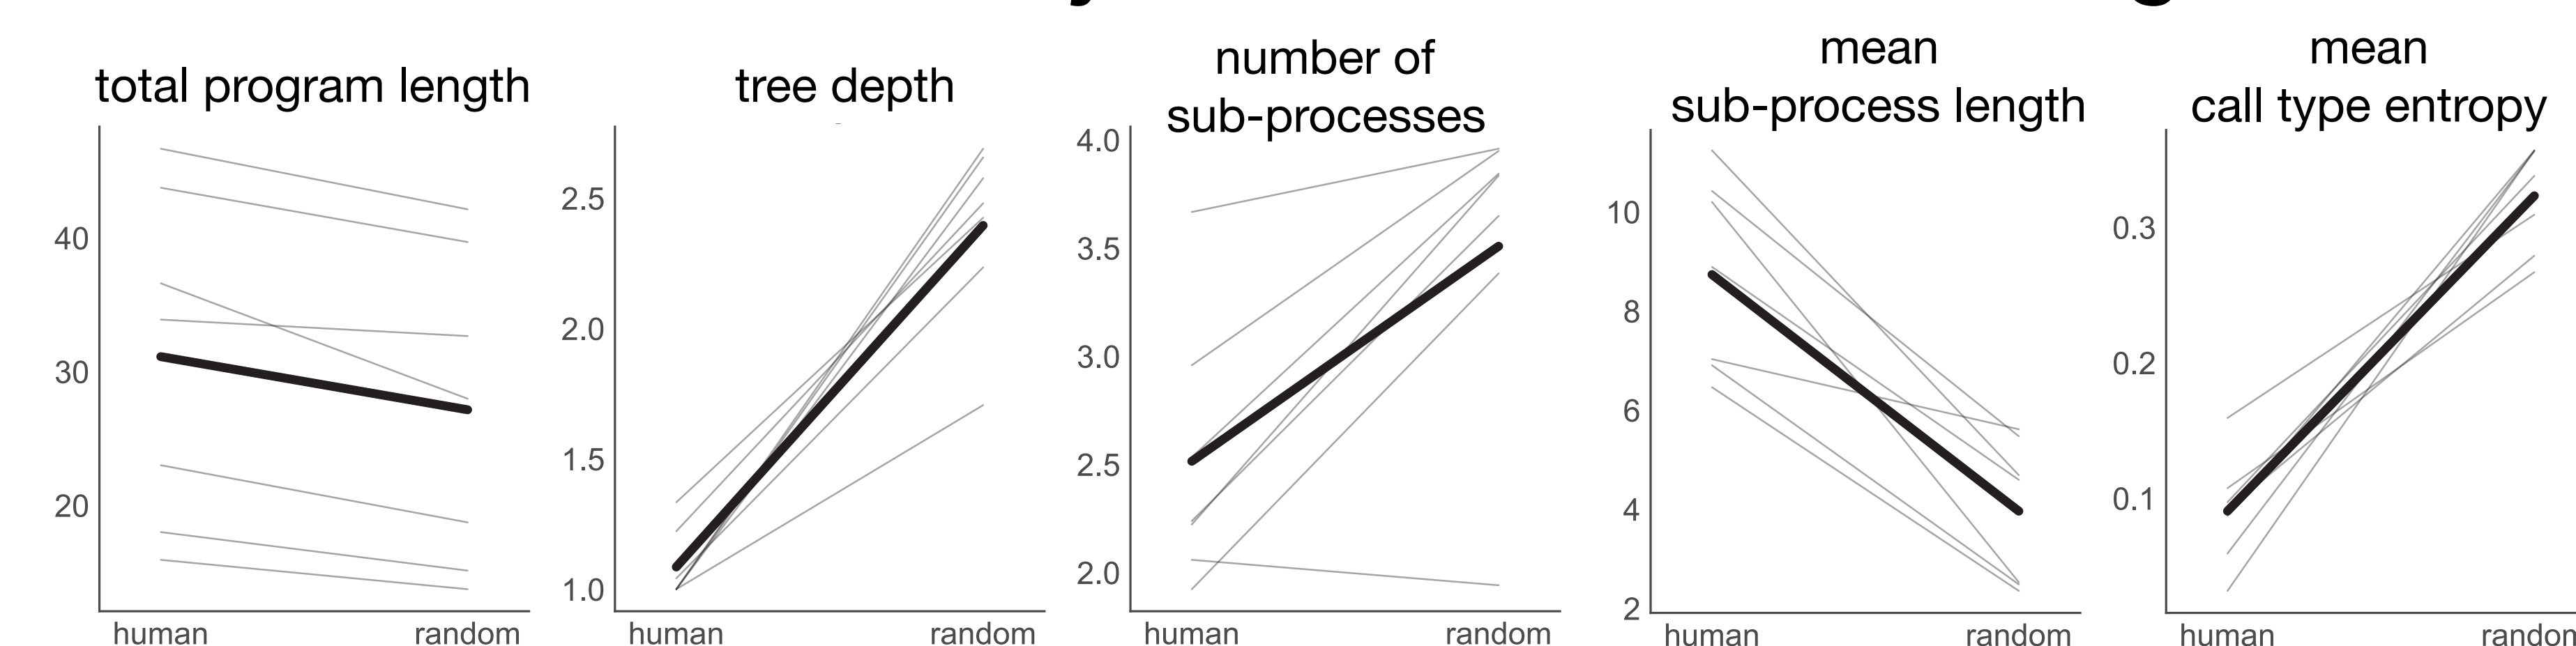 total program length
40
30
20
human random
tree depth
2.5
2.0
1.5
1.0
human random
number of
sub-processes
4.0
3.5
3.0
2.5
2.0
human random
mean
sub-process length
10
8
6
4
2
human random
mean
call type entropy
0.3
0.2
0.1
human random